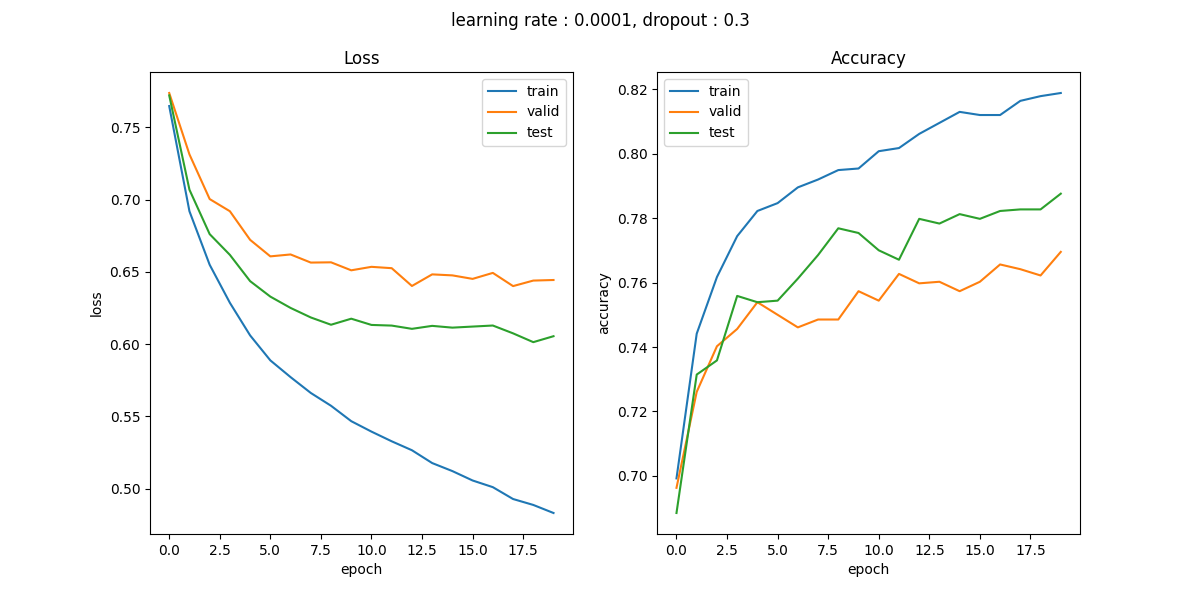 learning rate : 0.0001, dropout : 0.3
Loss
train
valid
test
0.75
0.70
0.65
0.60
0.55
0.50
loss
0.0 2.5 5.0 7.5 10.0 12.5 15.0 17.5
epoch
Accuracy
train
valid
test
0.82
0.80
0.78
0.76
0.74
0.72
0.70
accuracy
0.0 2.5 5.0 7.5 10.0 12.5 15.0 17.5
epoch